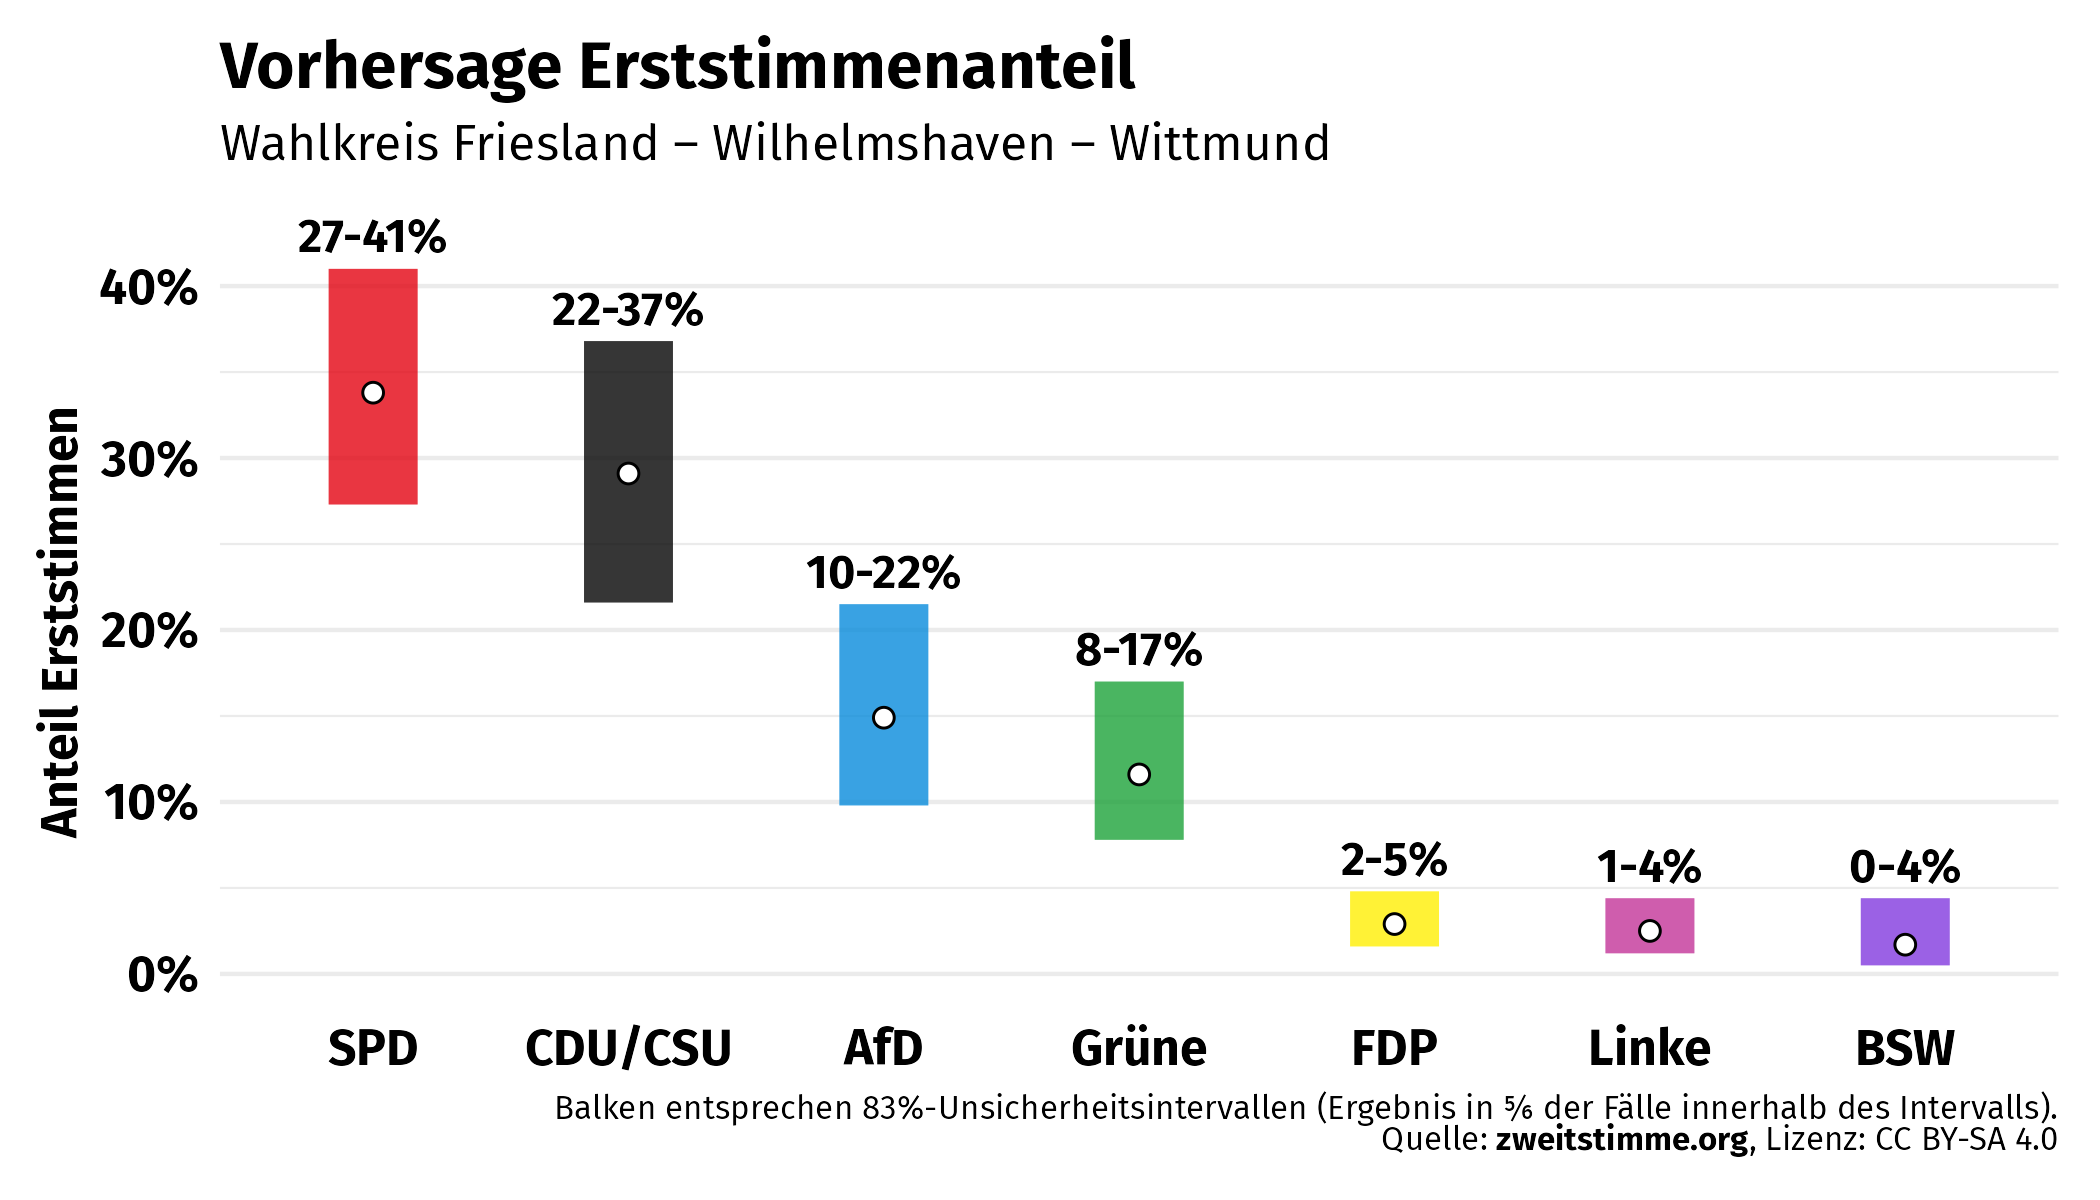 Vorhersage Erststimmenanteil
Wahlkreis Friesland – Wilhelmshaven – Wittmund
Anteil Erststimmen
40%
30%
20%
10%
0%
27-41%
22-37%
10-22%
8-17%
2-5%
1-4%
0-4%
SPD CDU/CSU AfD Grüne FDP Linke BSW
Balken entsprechen 83%-Unsicherheitsintervallen (Ergebnis in ⅚ der Fälle innerhalb des Intervalls).
Quelle: zweitstimme.org, Lizenz: CC BY-SA 4.0